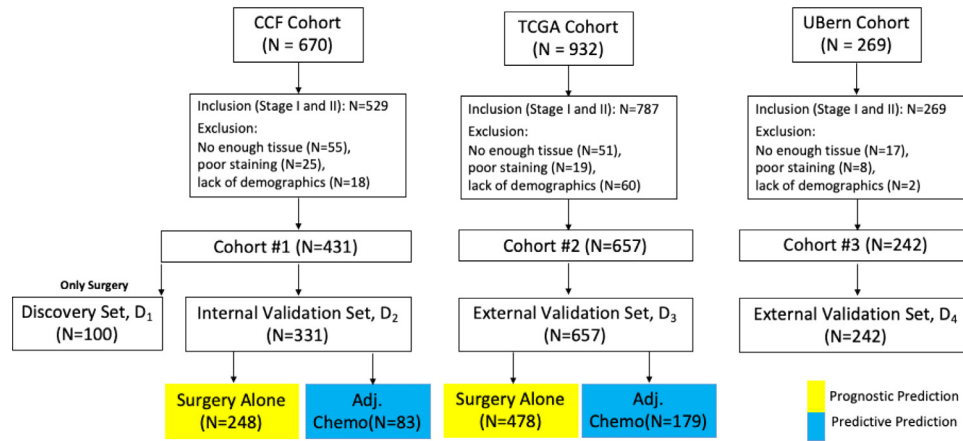 CCF Cohort
(N = 670)
TCGA Cohort
(N = 932)
UBern Cohort
(N = 269)
Inclusion (Stage I and II): N=529
Exclusion:
No enough tissue (N=55),
poor staining (N=25),
lack of demographics (N=18)
Inclusion (Stage I and II): N=787
Exclusion:
No enough tissue (N=51),
poor staining (N=19),
lack of demographics (N=60)
Inclusion (Stage I and II): N=269
Exclusion:
No enough tissue (N=17),
poor staining (N=8),
lack of demographics (N=2)
Cohort #1 (N=431)
Cohort #2 (N=657)
Cohort #3 (N=242)
Only Surgery
Discovery Set, D₁
(N=100)
Internal Validation Set, D₂
(N=331)
External Validation Set, D₃
(N=657)
External Validation Set, D₄
(N=242)
Surgery Alone
(N=248)
Adj.
Chemo(N=83)
Surgery Alone
(N=478)
Adj.
Chemo(N=179)
Prognostic Prediction
Predictive Prediction